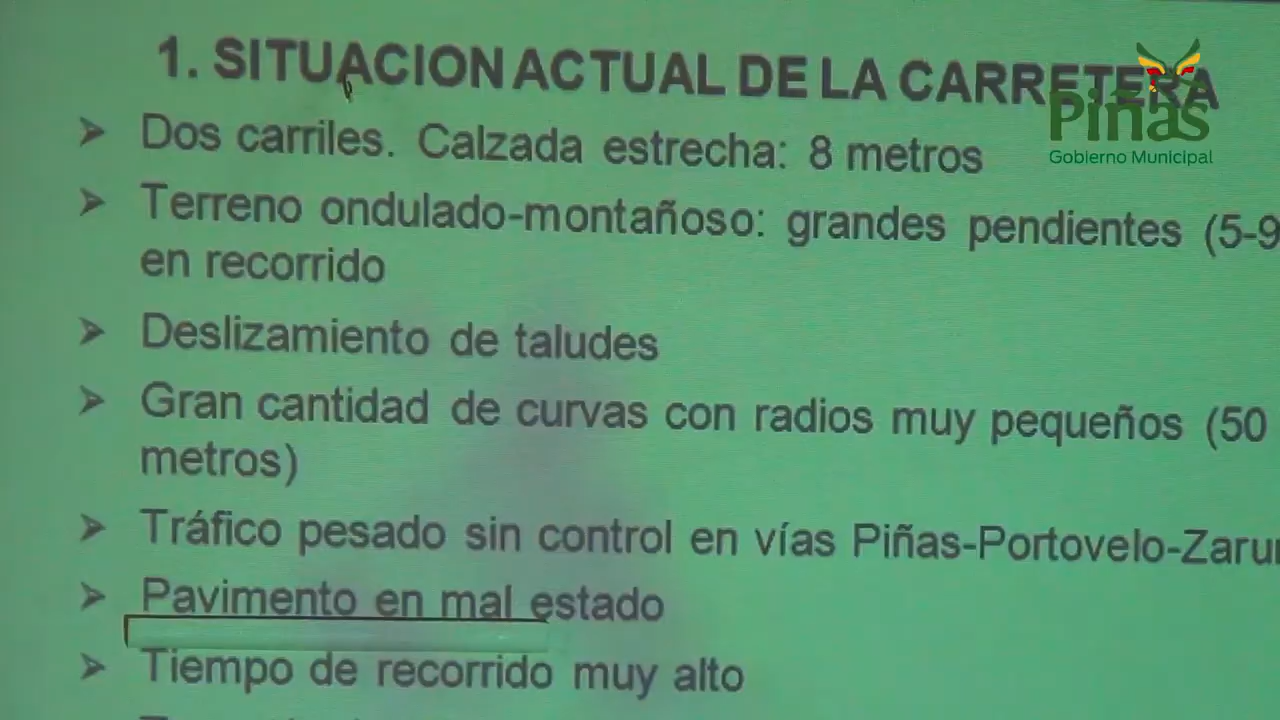 1. SITUACION ACTUAL DE LA CARRETERA
Piñas
Gobierno Municipal
➤ Dos carriles. Calzada estrecha: 8 metros
➤ Terreno ondulado-montañoso: grandes pendientes (5-9
en recorrido
➤ Deslizamiento de taludes
➤ Gran cantidad de curvas con radios muy pequeños (50
metros)
➤ Tráfico pesado sin control en vías Piñas-Portovelo-Zaru
➤ Pavimento en mal estado
➤ Tiempo de recorrido muy alto